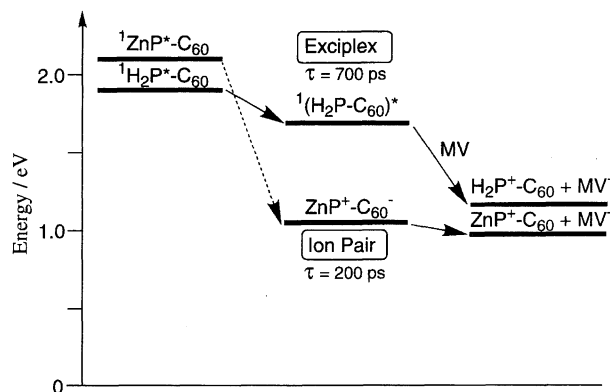 ¹ZnP*-C₆₀
¹H₂P*-C₆₀
Exciplex
τ = 700 ps
¹(H₂P-C₆₀)*
MV
H₂P⁺-C₆₀ + MV⁻
ZnP⁺-C₆₀ + MV⁻
ZnP⁺-C₆₀⁻
Ion Pair
τ = 200 ps
Energy / eV
2.0
1.0
0